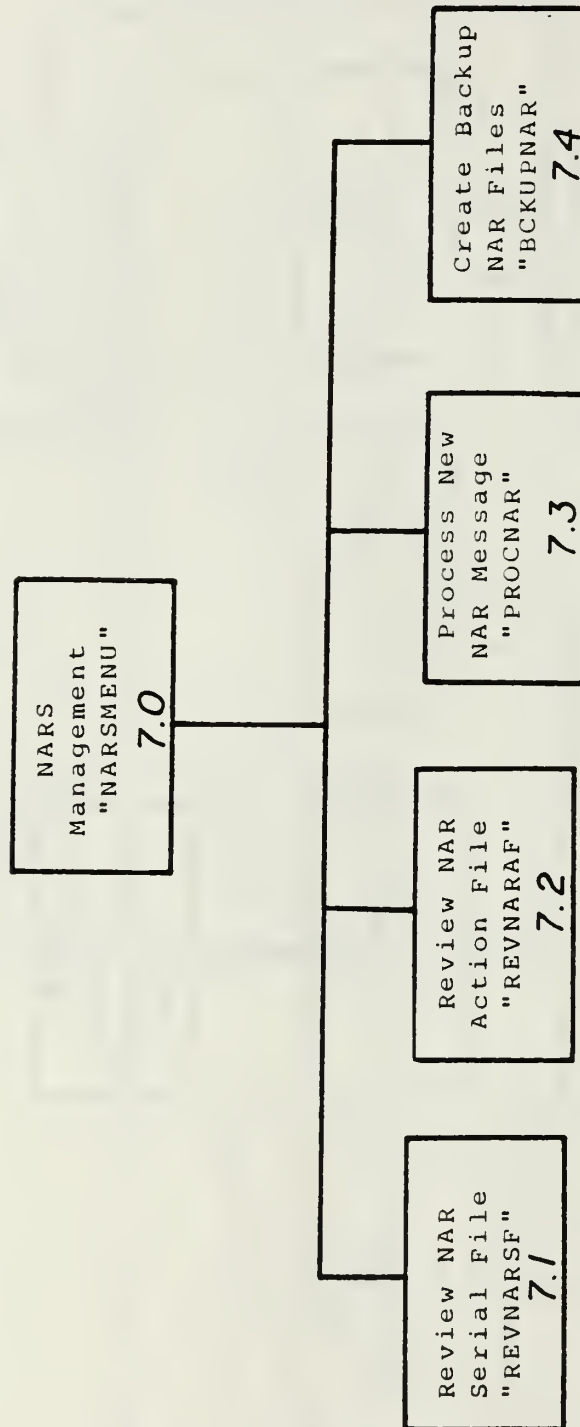 NARS
Management
"NARSMENU"
7.0
Review NAR
Serial File
"REVNARSF"
7.1
Review NAR
Action File
"REVNARAF"
7.2
Process New
NAR Message
"PROCNAR"
7.3
Create Backup
NAR Files
"BCKUPNAR"
7.4